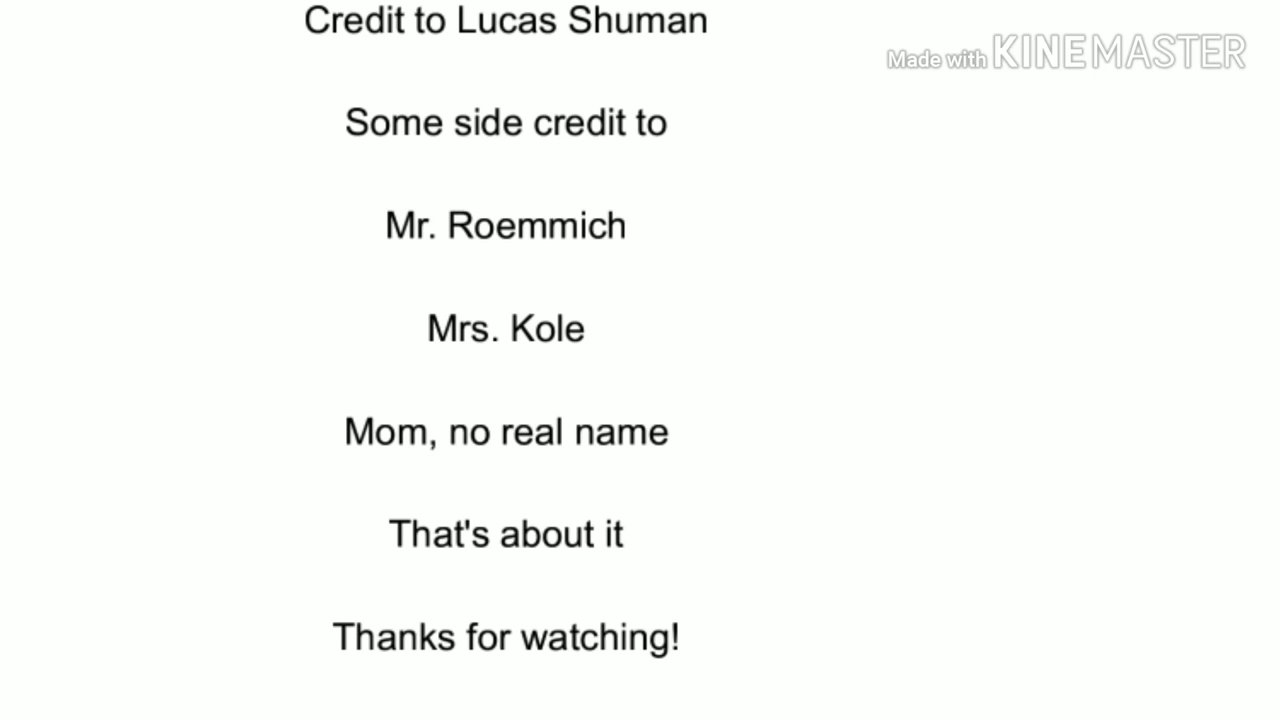 Credit to Lucas Shuman
Made with KINEMASTER
Some side credit to
Mr. Roemmich
Mrs. Kole
Mom, no real name
That's about it
Thanks for watching!